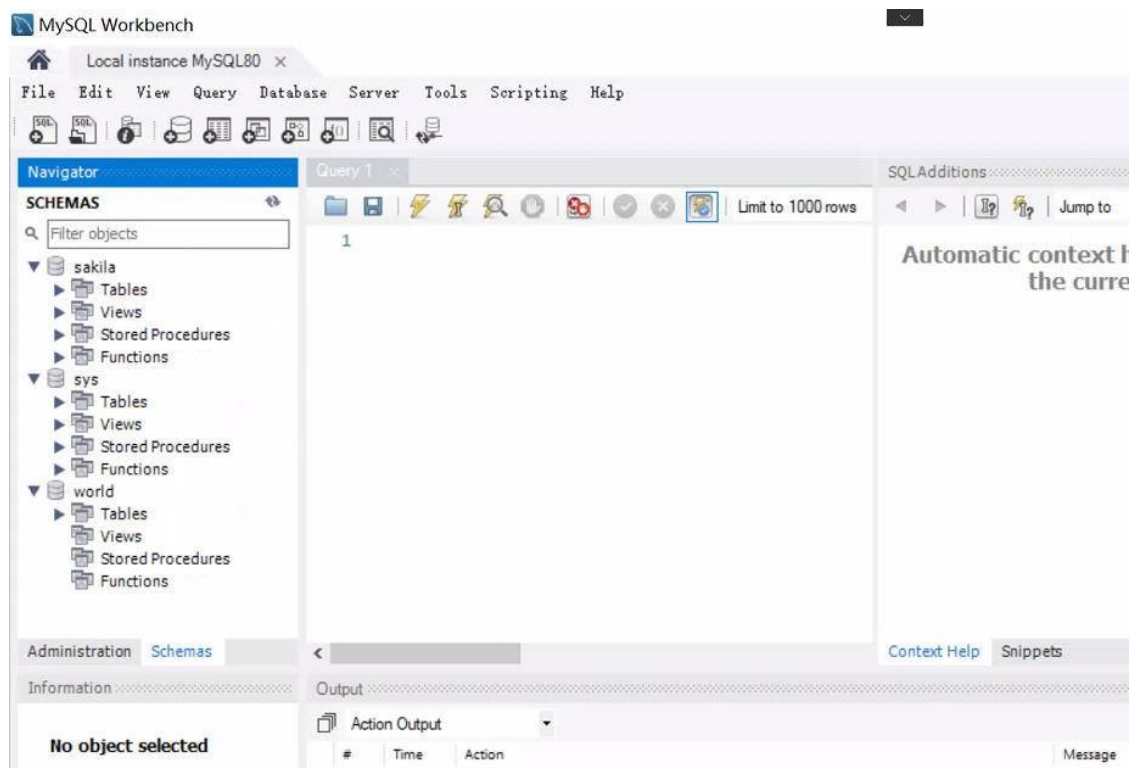 MySQL Workbench
Local instance MySQL80 ×
File Edit View Query Database Server Tools Scripting Help
Navigator
SCHEMAS
Filter objects
sakila
Tables
Views
Stored Procedures
Functions
sys
Tables
Views
Stored Procedures
Functions
world
Tables
Views
Stored Procedures
Functions
Administration Schemas
Information
No object selected
Query 1 ×
Limit to 1000 rows
1
SQLAdditions
Jump to
Automatic context h
the curre
Context Help Snippets
Output
Action Output
# Time Action Message